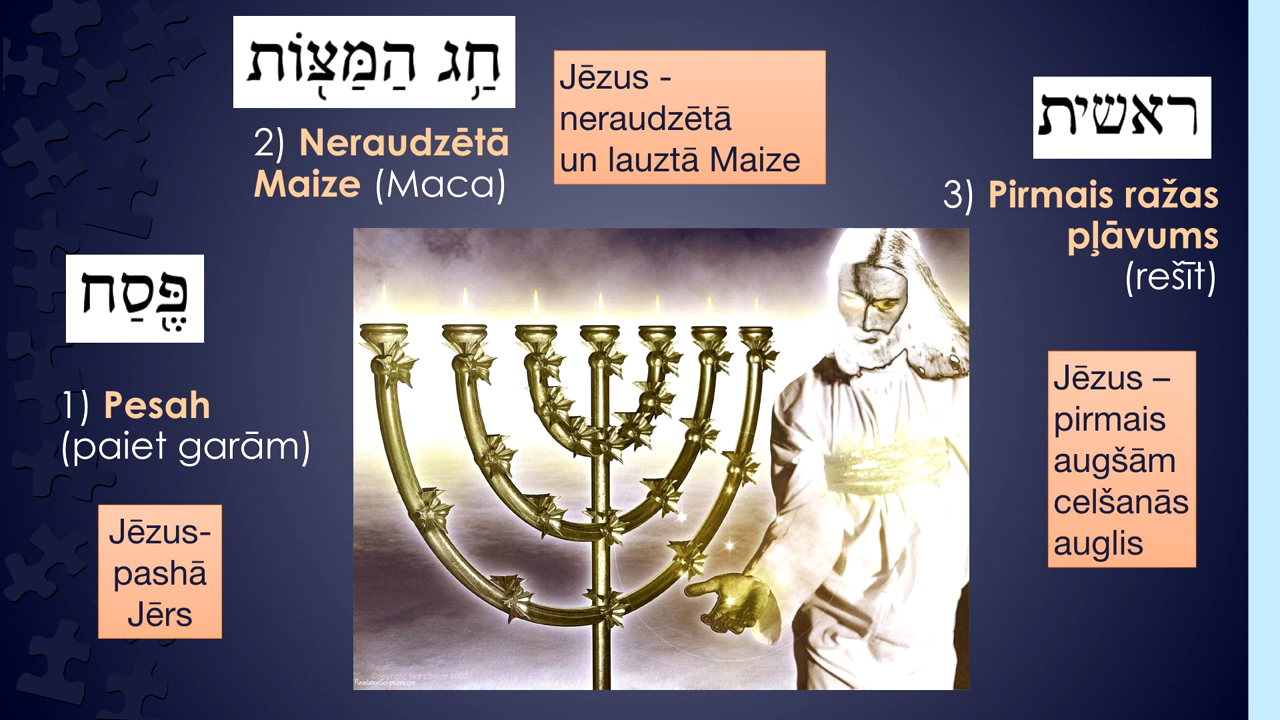 חַ֥ג הַמַּצּ֖וֹת
2) Neraudzētā
Maize (Maca)
Jēzus -
neraudzētā
un lauztā Maize
ראשית
3) Pirmais ražas
pļāvums
(rešīt)
פֶּ֖סַח
1) Pesah
(paiet garām)
Jēzus-
pashā
Jērs
Jēzus –
pirmais
augšām
celšanās
auglis